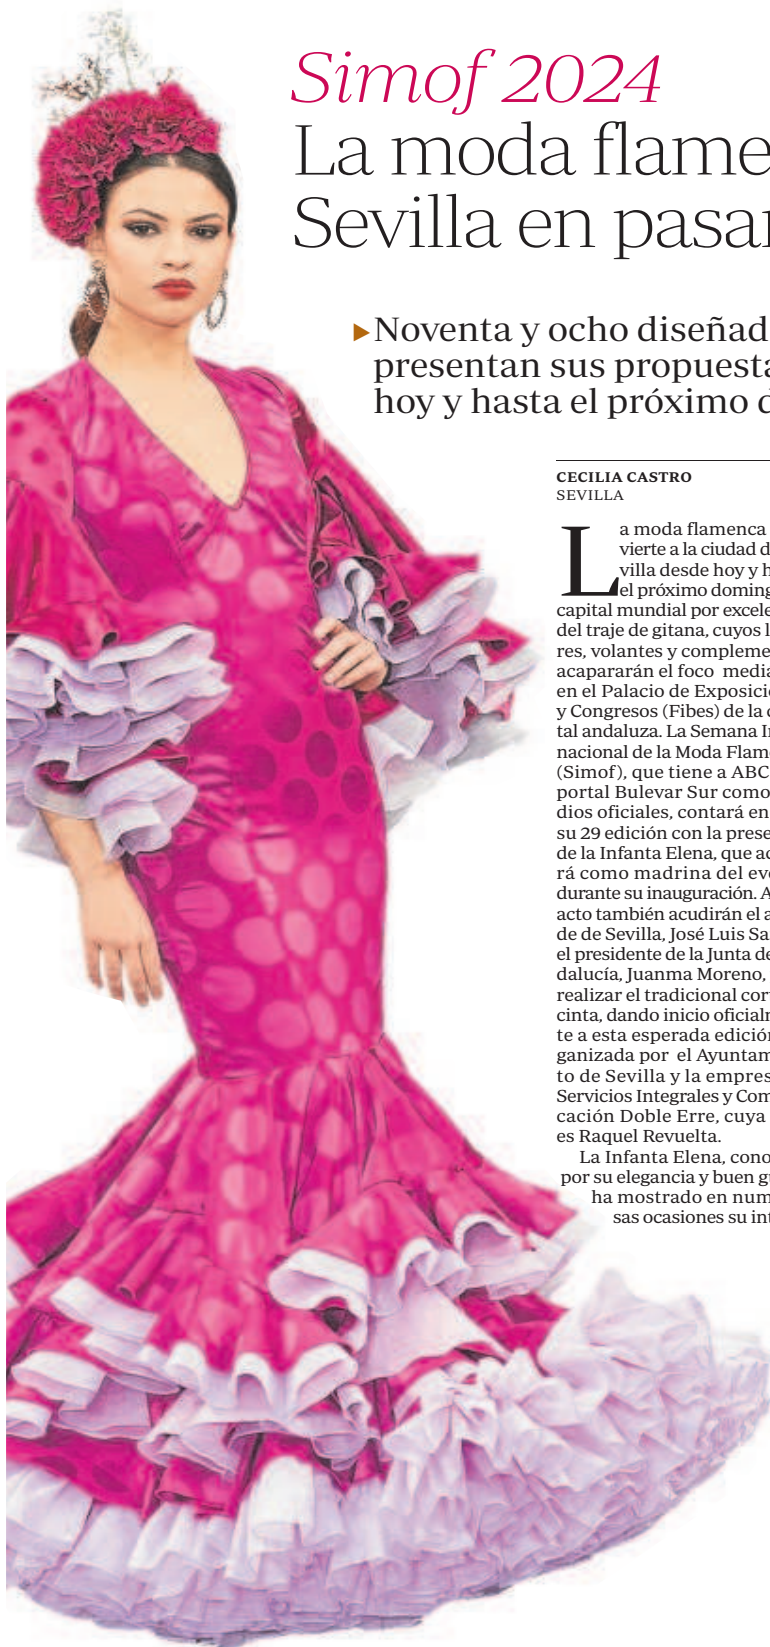 Simof 2024
La moda flame
Sevilla en pasar
▶Noventa y ocho diseñad
presentan sus propuesta
hoy y hasta el próximo d
CECILIA CASTRO
SEVILLA
La moda flamenca
vierte a la ciudad d
villa desde hoy y h
el próximo doming
capital mundial por excele
del traje de gitana, cuyos l
res, volantes y compleme
acapararán el foco media
en el Palacio de Exposicio
y Congresos (Fibes) de la c
tal andaluza. La Semana In
nacional de la Moda Flame
(Simof), que tiene a ABC
portal Bulevar Sur como
dios oficiales, contará en
su 29 edición con la prese
de la Infanta Elena, que ac
rá como madrina del eve
durante su inauguración. A
acto también acudirán el a
de de Sevilla, José Luis Sa
el presidente de la Junta de
dalucía, Juanma Moreno,
realizar el tradicional cor
cinta, dando inicio oficialm
te a esta esperada edición
ganizada por el Ayuntam
to de Sevilla y la empres
Servicios Integrales y Com
cación Doble Erre, cuya
es Raquel Revuelta.
La Infanta Elena, cono
por su elegancia y buen gu
ha mostrado en num
sas ocasiones su int